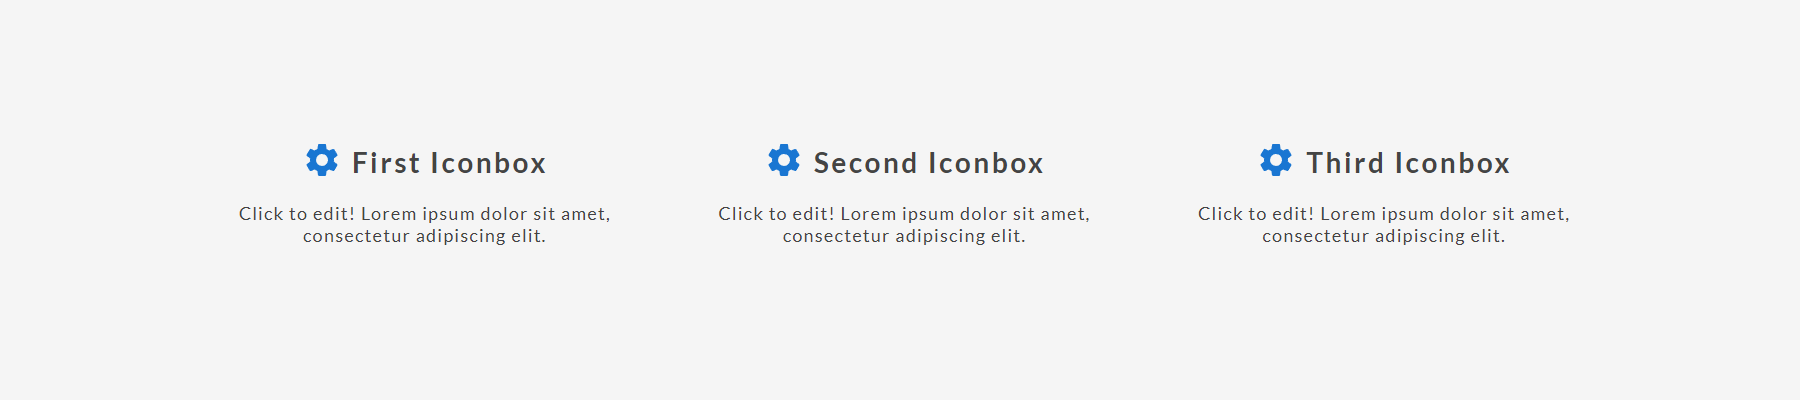 First Iconbox
Click to edit! Lorem ipsum dolor sit amet,
consectetur adipiscing elit.
Second Iconbox
Click to edit! Lorem ipsum dolor sit amet,
consectetur adipiscing elit.
Third Iconbox
Click to edit! Lorem ipsum dolor sit amet,
consectetur adipiscing elit.